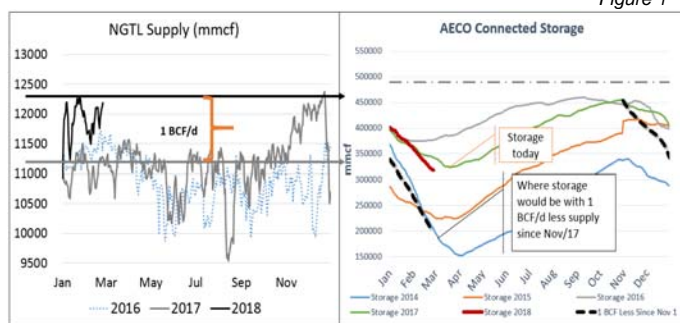 Figure 1
NGTL Supply (mmcf)
13000
12500
12000
11500
11000
10500
10000
9500
1 BCF/d
Jan Mar May Jul Sep Nov
2016 2017 2018
AECO Connected Storage
550000
500000
450000
400000
350000
300000
250000
200000
150000
mmcf
Storage
today
Where storage
would be with 1
BCF/d less supply
since Nov/17
Jan Feb Mar Apr May Jun Jul Aug Sep Oct Nov Dec
Storage 2014 Storage 2015 Storage 2016
Storage 2017 Storage 2018 1 BCF Less Since Nov 1